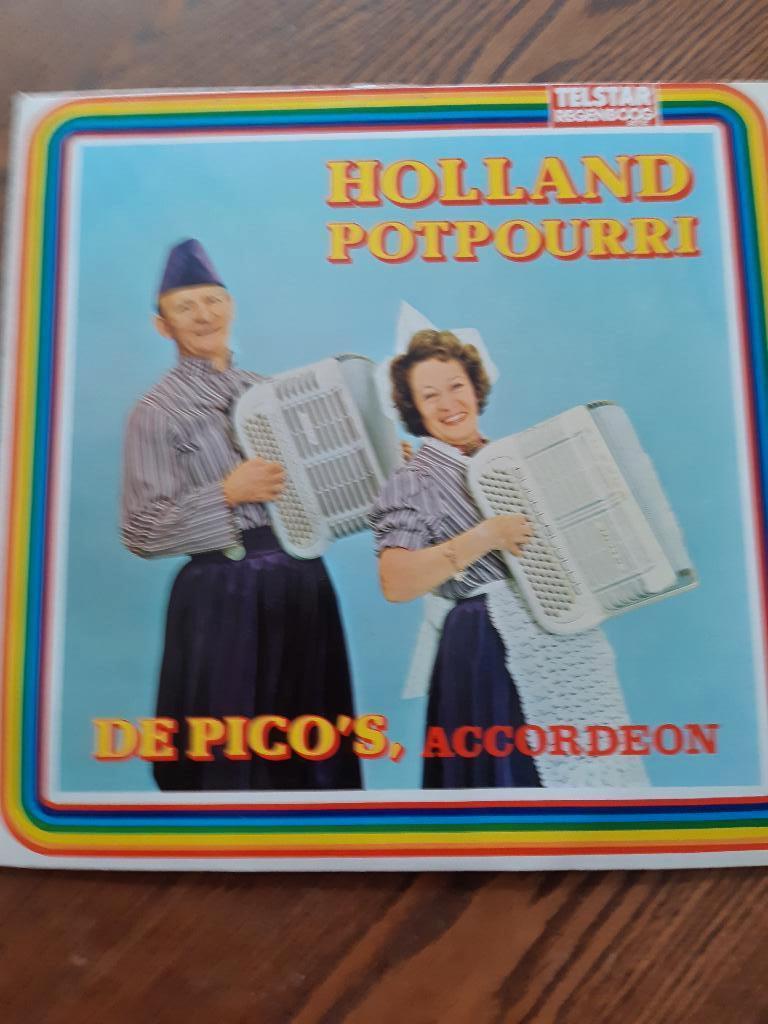 TELSTAR
REGENBOOG
HOLLAND
POTPOURRI
DE PICO'S, ACCORDEON